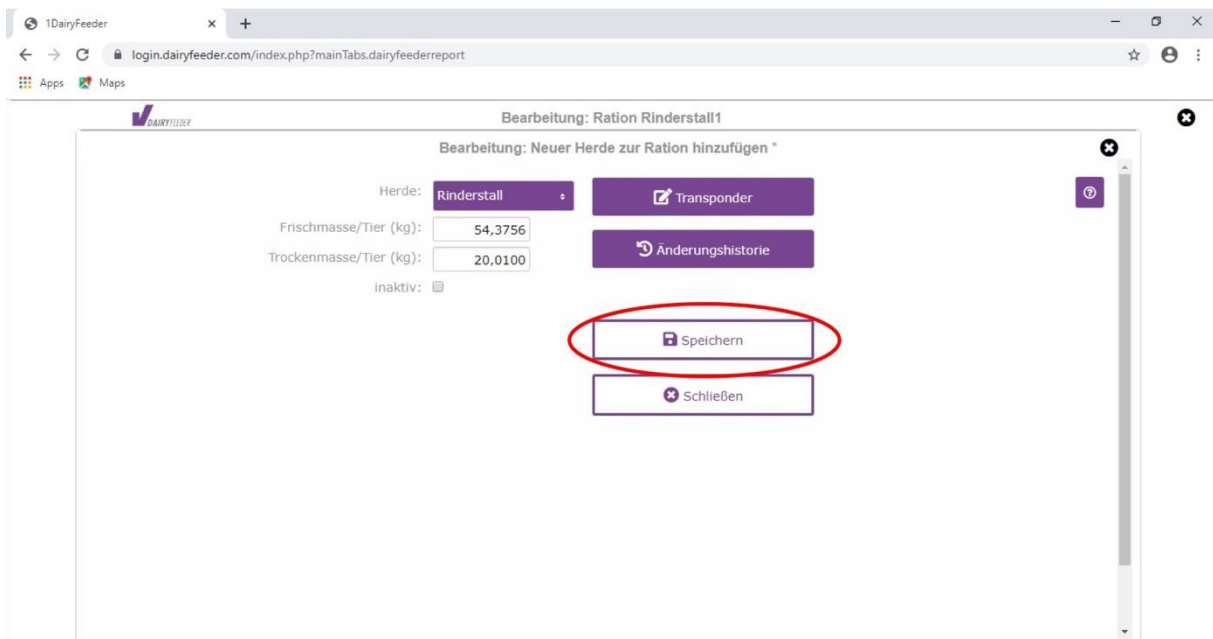 1DairyFeeder
login.dairyfeeder.com/index.php?mainTabs.dairyfeederreport
Apps Maps
DAIRYFEEDER
Bearbeitung: Ration Rinderstall1
Bearbeitung: Neuer Herde zur Ration hinzufügen *
Herde: Rinderstall Transponder
Frischmasse/Tier (kg): 54,3756
Änderungshistorie
Trockenmasse/Tier (kg): 20,0100
inaktiv:
Speichern
Schließen